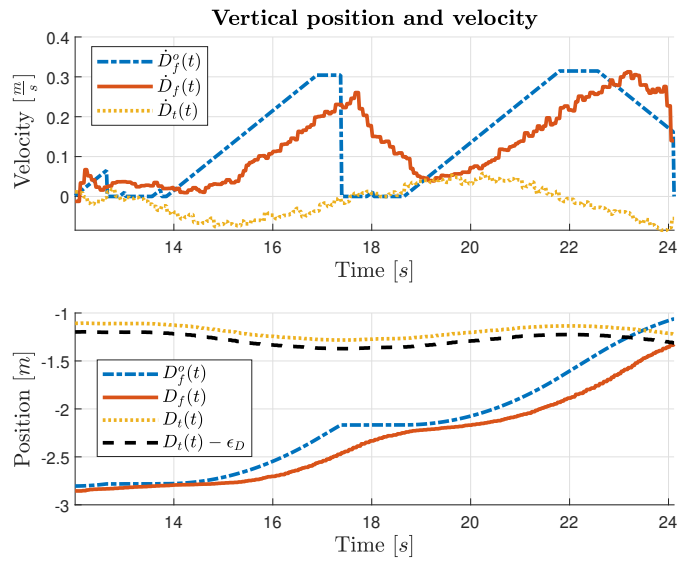 Vertical position and velocity
Velocity [m/s]
0.4
0.3
0.2
0.1
0
Ḋ_f^o(t)
Ḋ_f(t)
Ḋ_t(t)
14 16 18 20 22 24
Time [s]
Position [m]
-1
-1.5
-2
-2.5
-3
D_f^o(t)
D_f(t)
D_t(t)
D_t(t) − ϵ_D
14 16 18 20 22 24
Time [s]